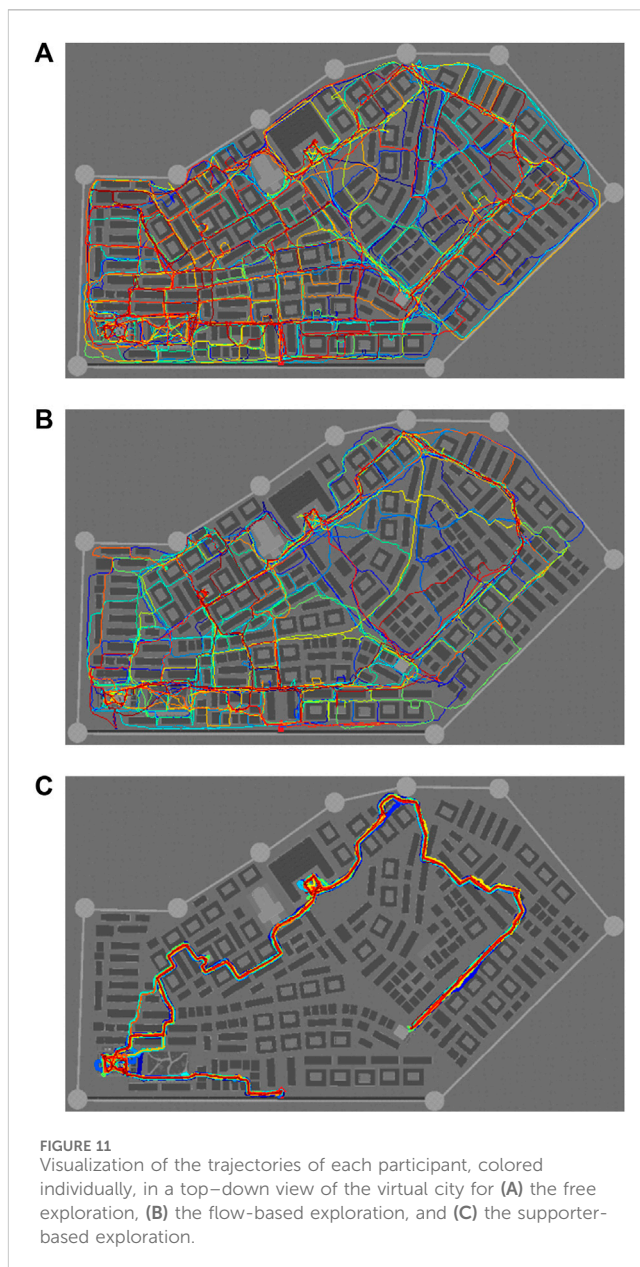 A
B
C
FIGURE 11
Visualization of the trajectories of each participant, colored
individually, in a top–down view of the virtual city for (A) the free
exploration, (B) the flow-based exploration, and (C) the supporter-
based exploration.